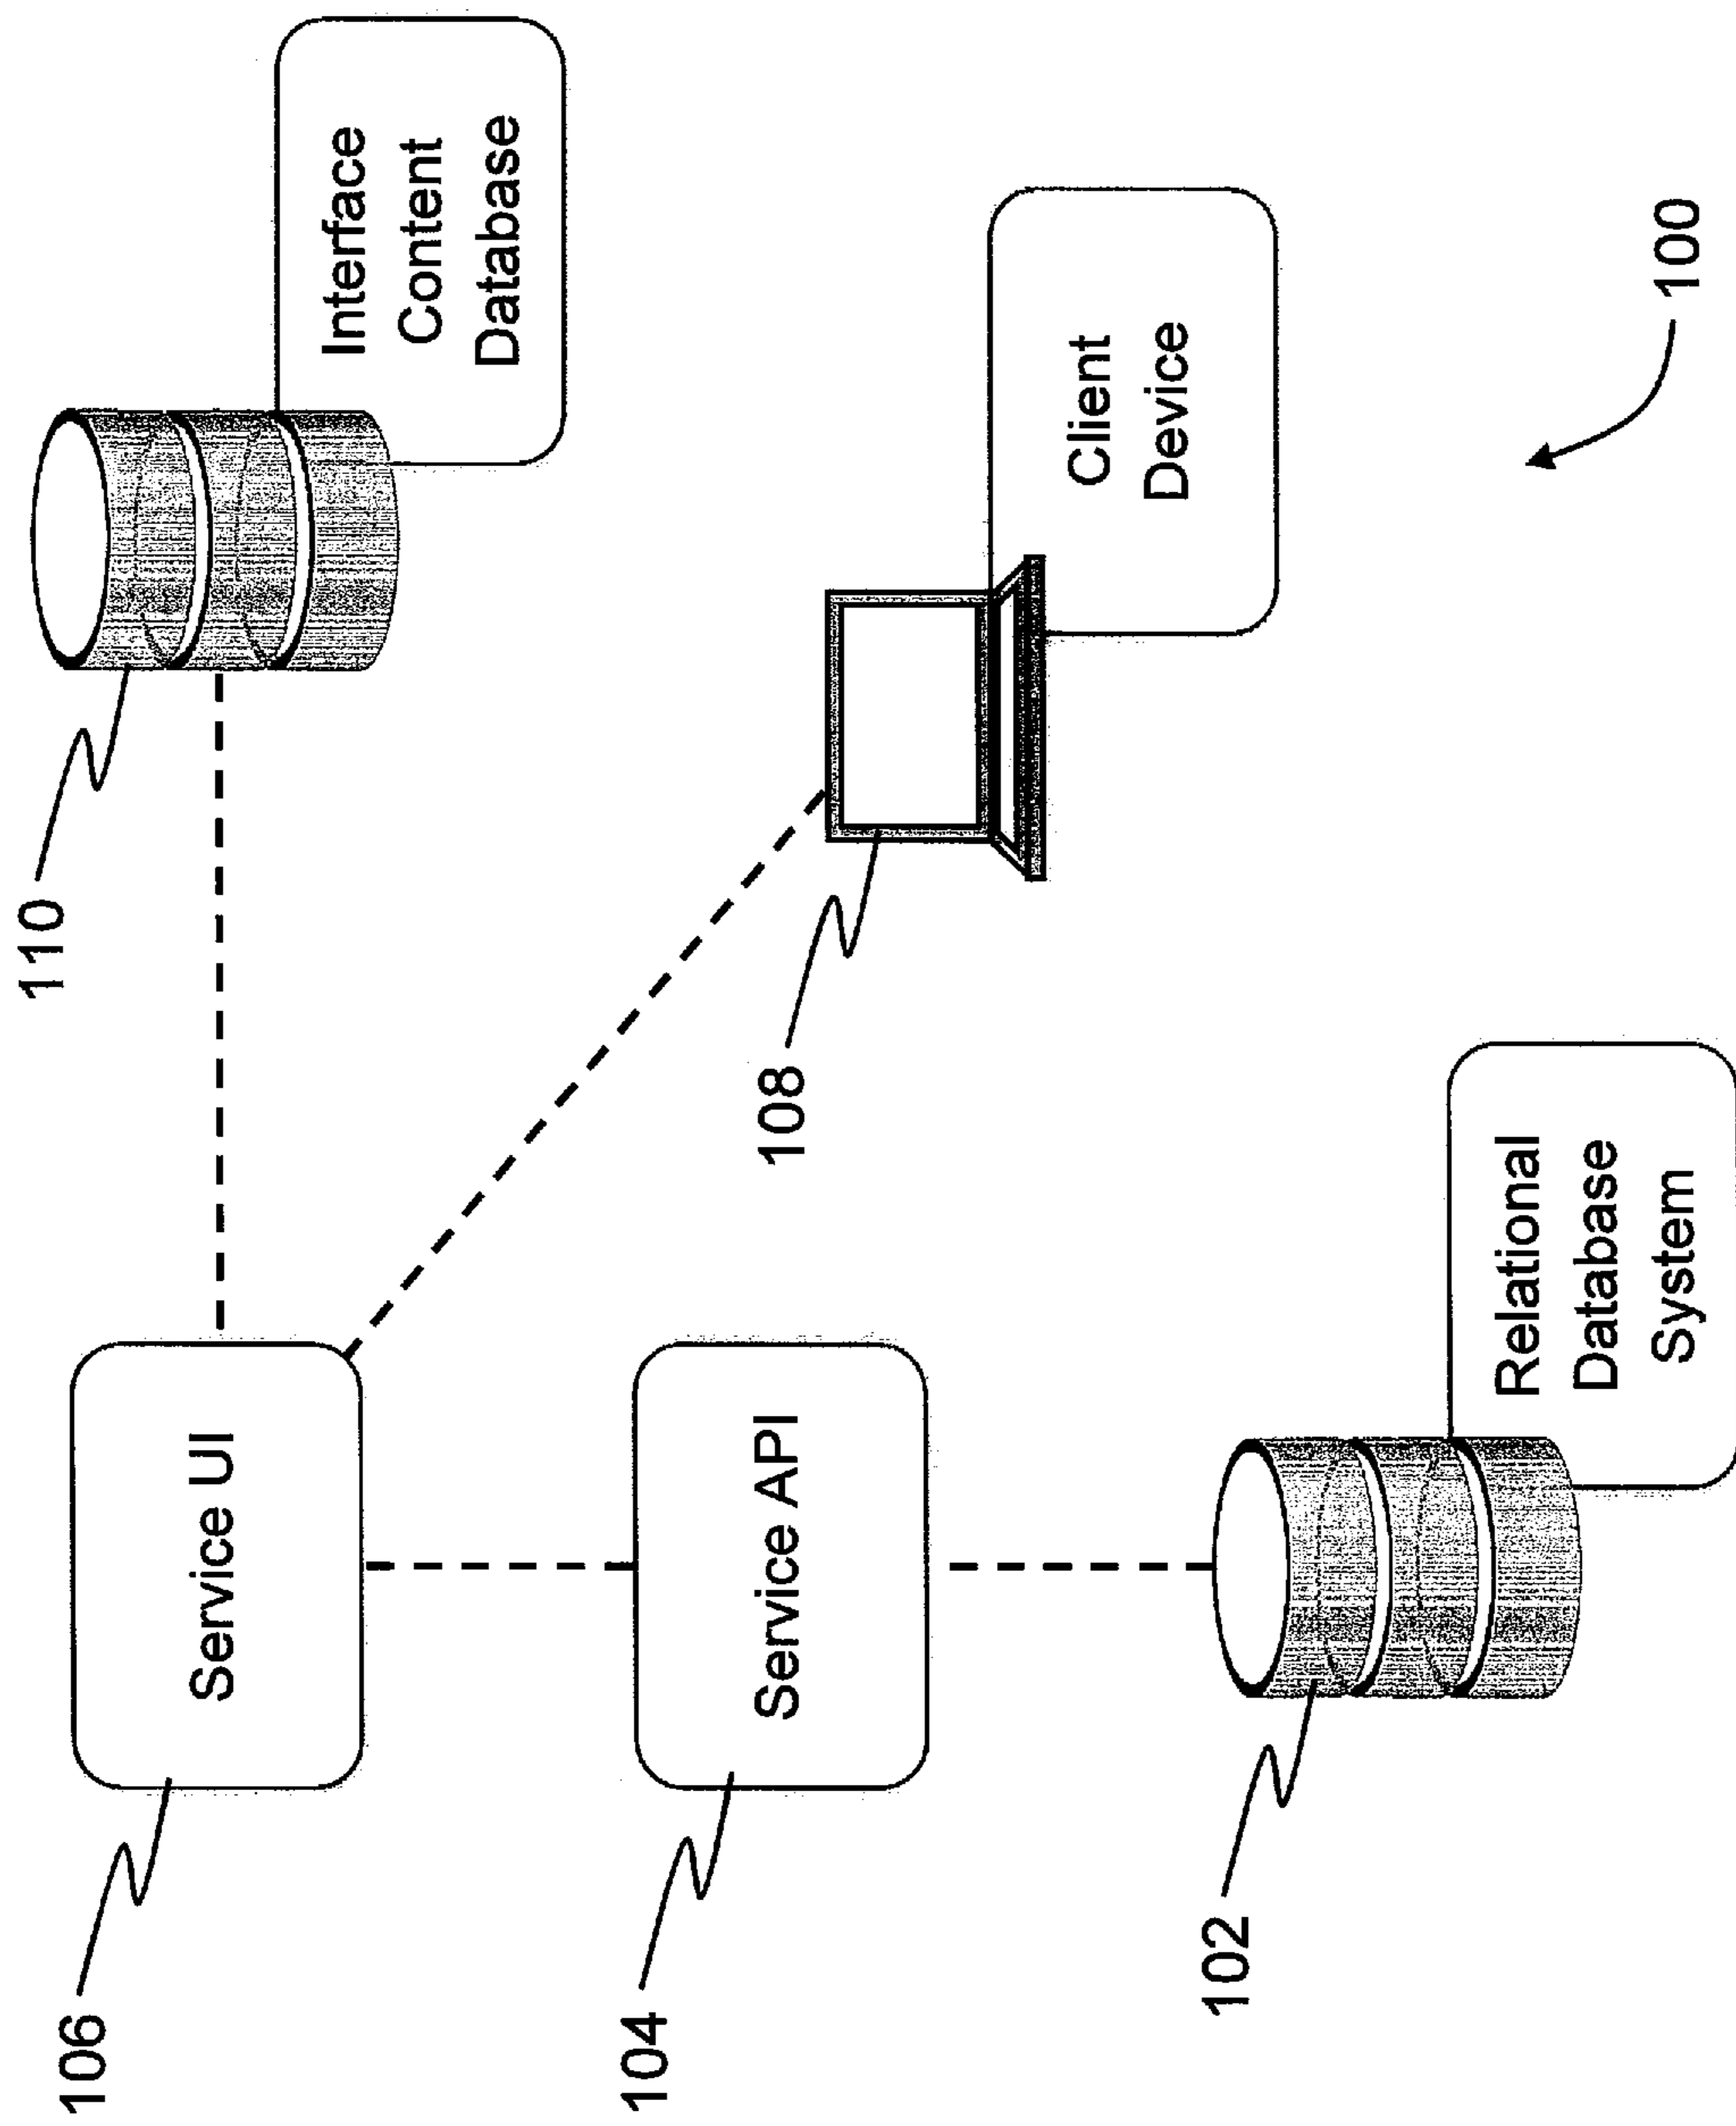 106
Service UI
110
Interface
Content
Database
104
Service API
108
Client
Device
102
Relational
Database
System
100